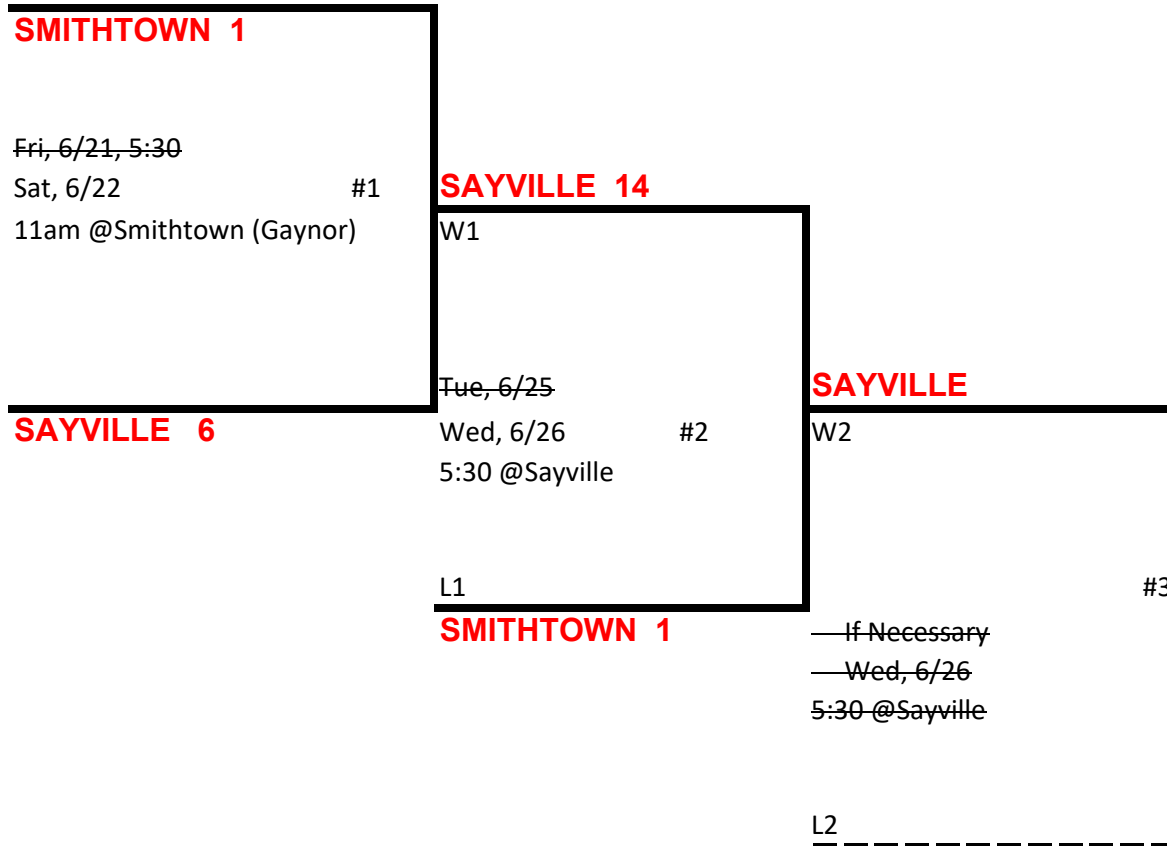 SMITHTOWN 1
Fri, 6/21, 5:30
Sat, 6/22 #1
11am @Smithtown (Gaynor)
SAYVILLE 6
SAYVILLE 14
W1
Tue, 6/25
Wed, 6/26 #2
5:30 @Sayville
L1
SMITHTOWN 1
SAYVILLE
W2
#3
If Necessary
Wed, 6/26
5:30 @Sayville
L2